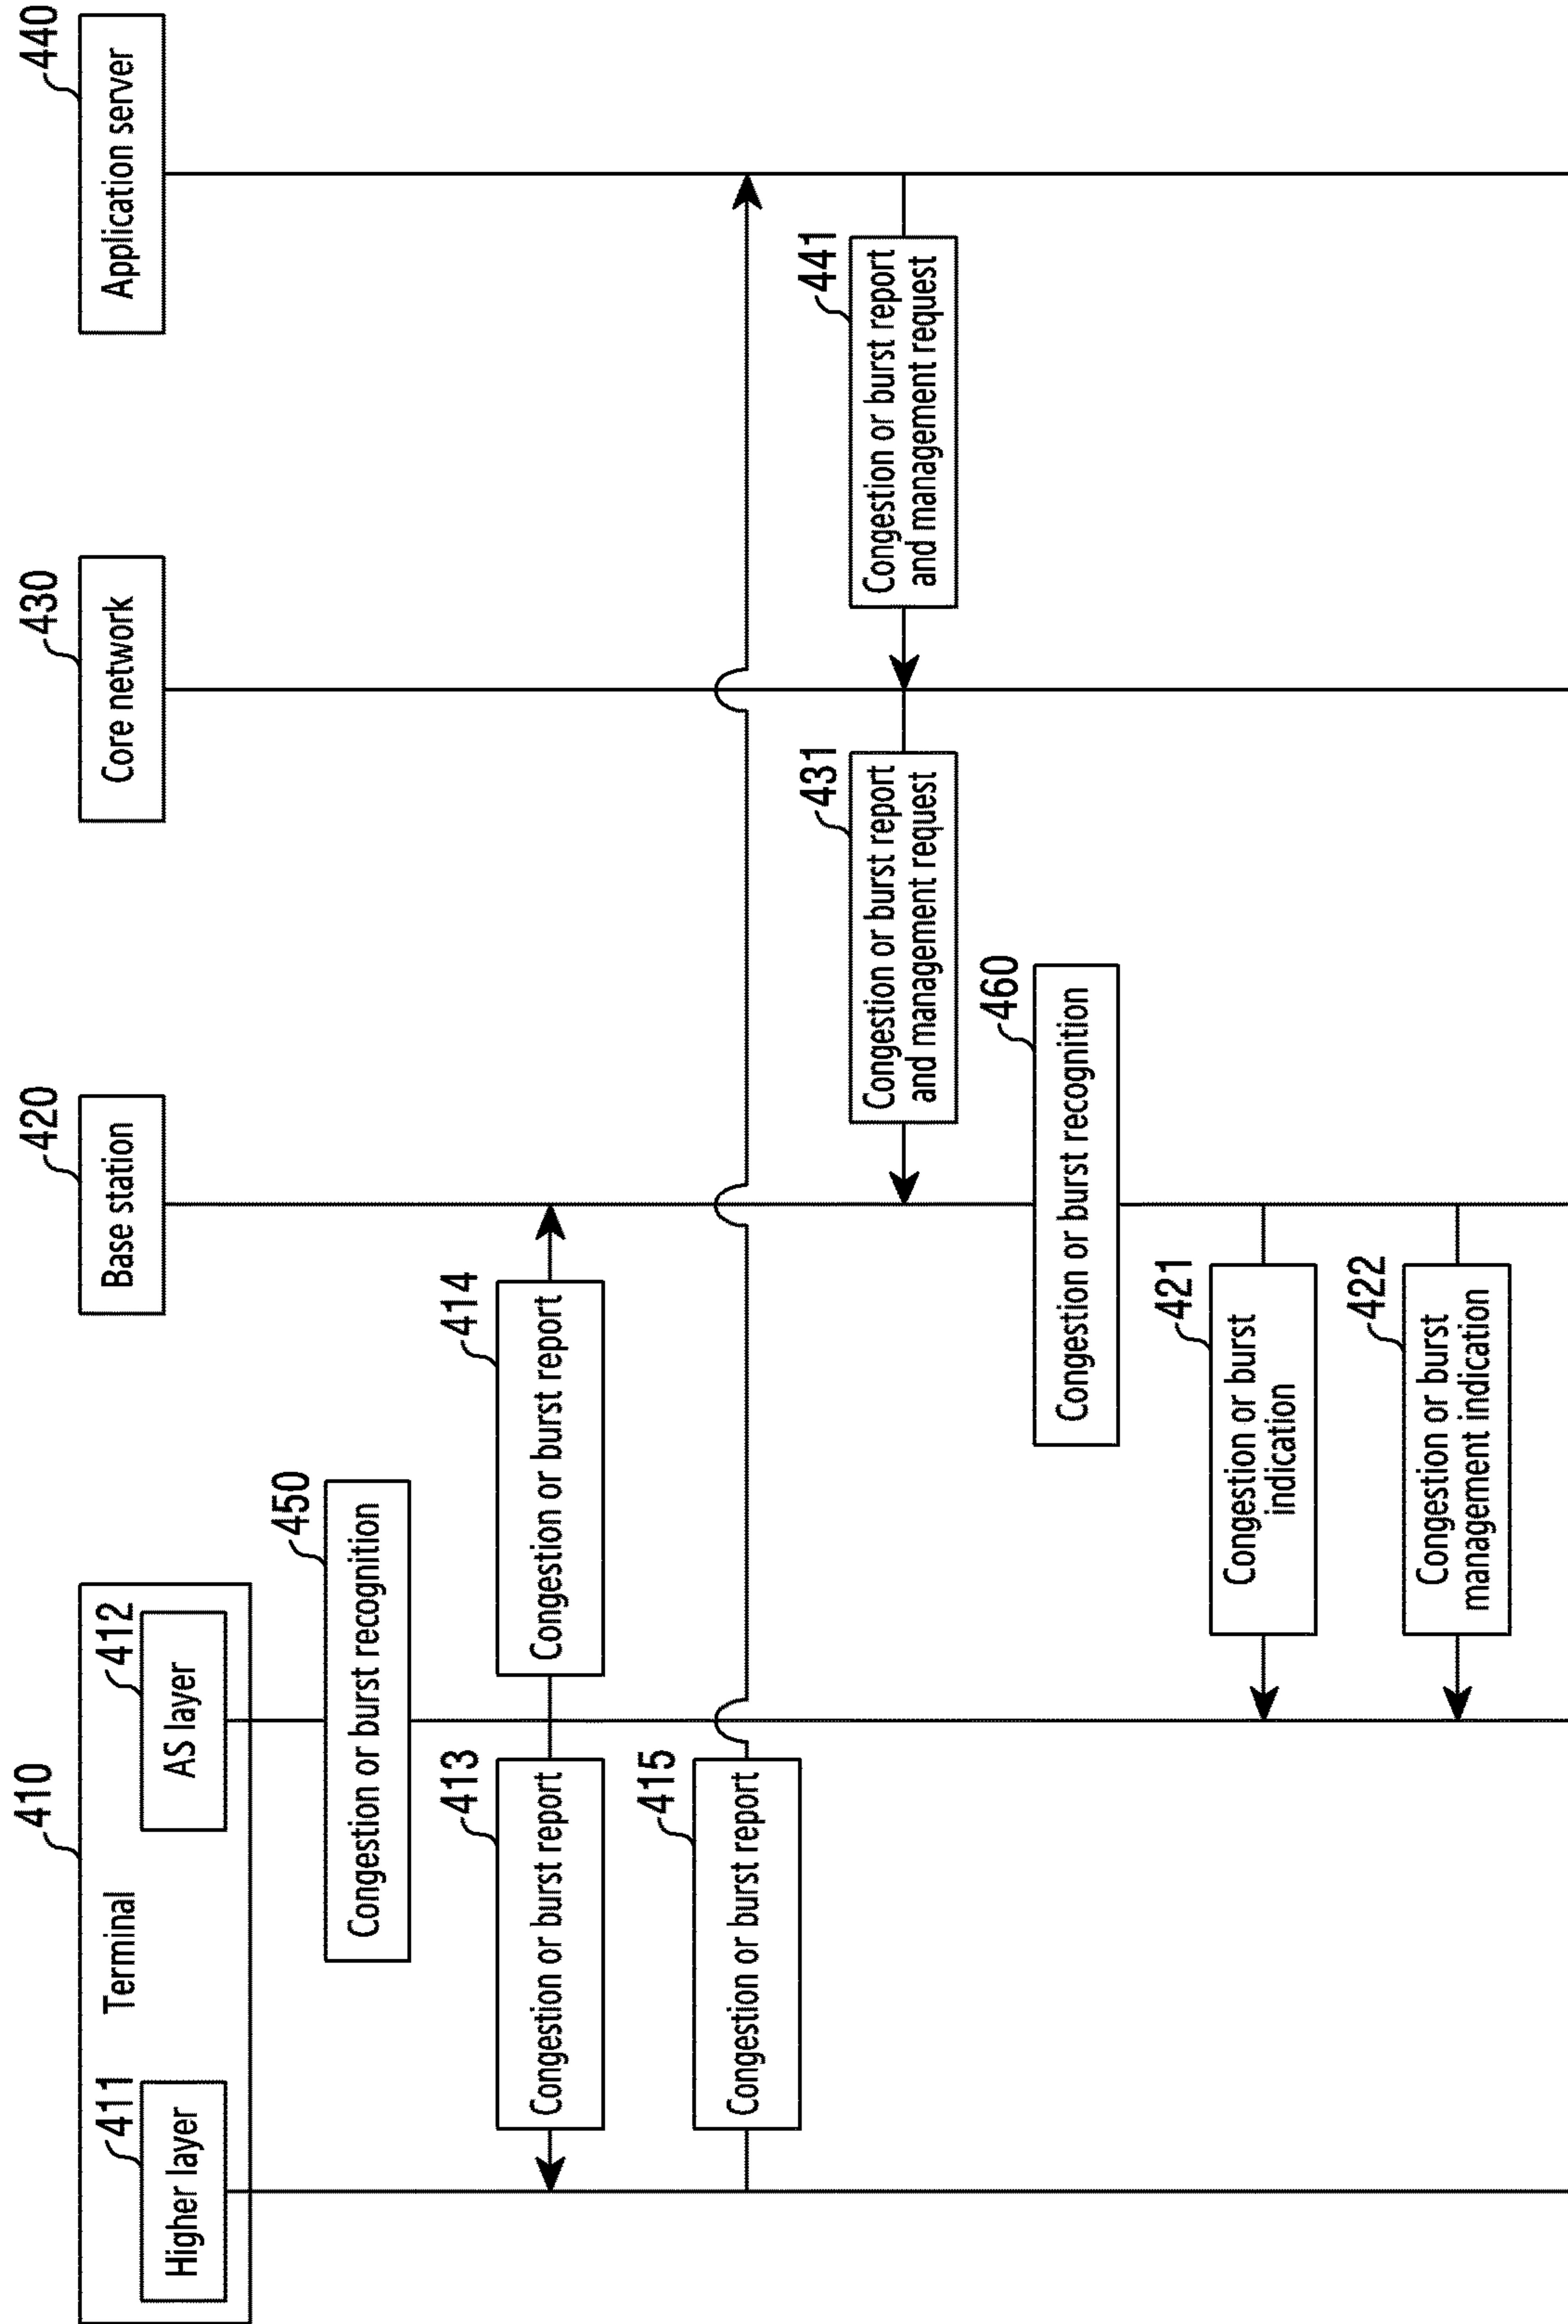 410
Terminal
411
Higher layer
412
AS layer
420
Base station
430
Core network
440
Application server
450
Congestion or burst recognition
413
Congestion or burst report
414
Congestion or burst report
415
Congestion or burst report
431
Congestion or burst report
and management request
441
Congestion or burst report
and management request
460
Congestion or burst recognition
421
Congestion or burst
indication
422
Congestion or burst
management indication